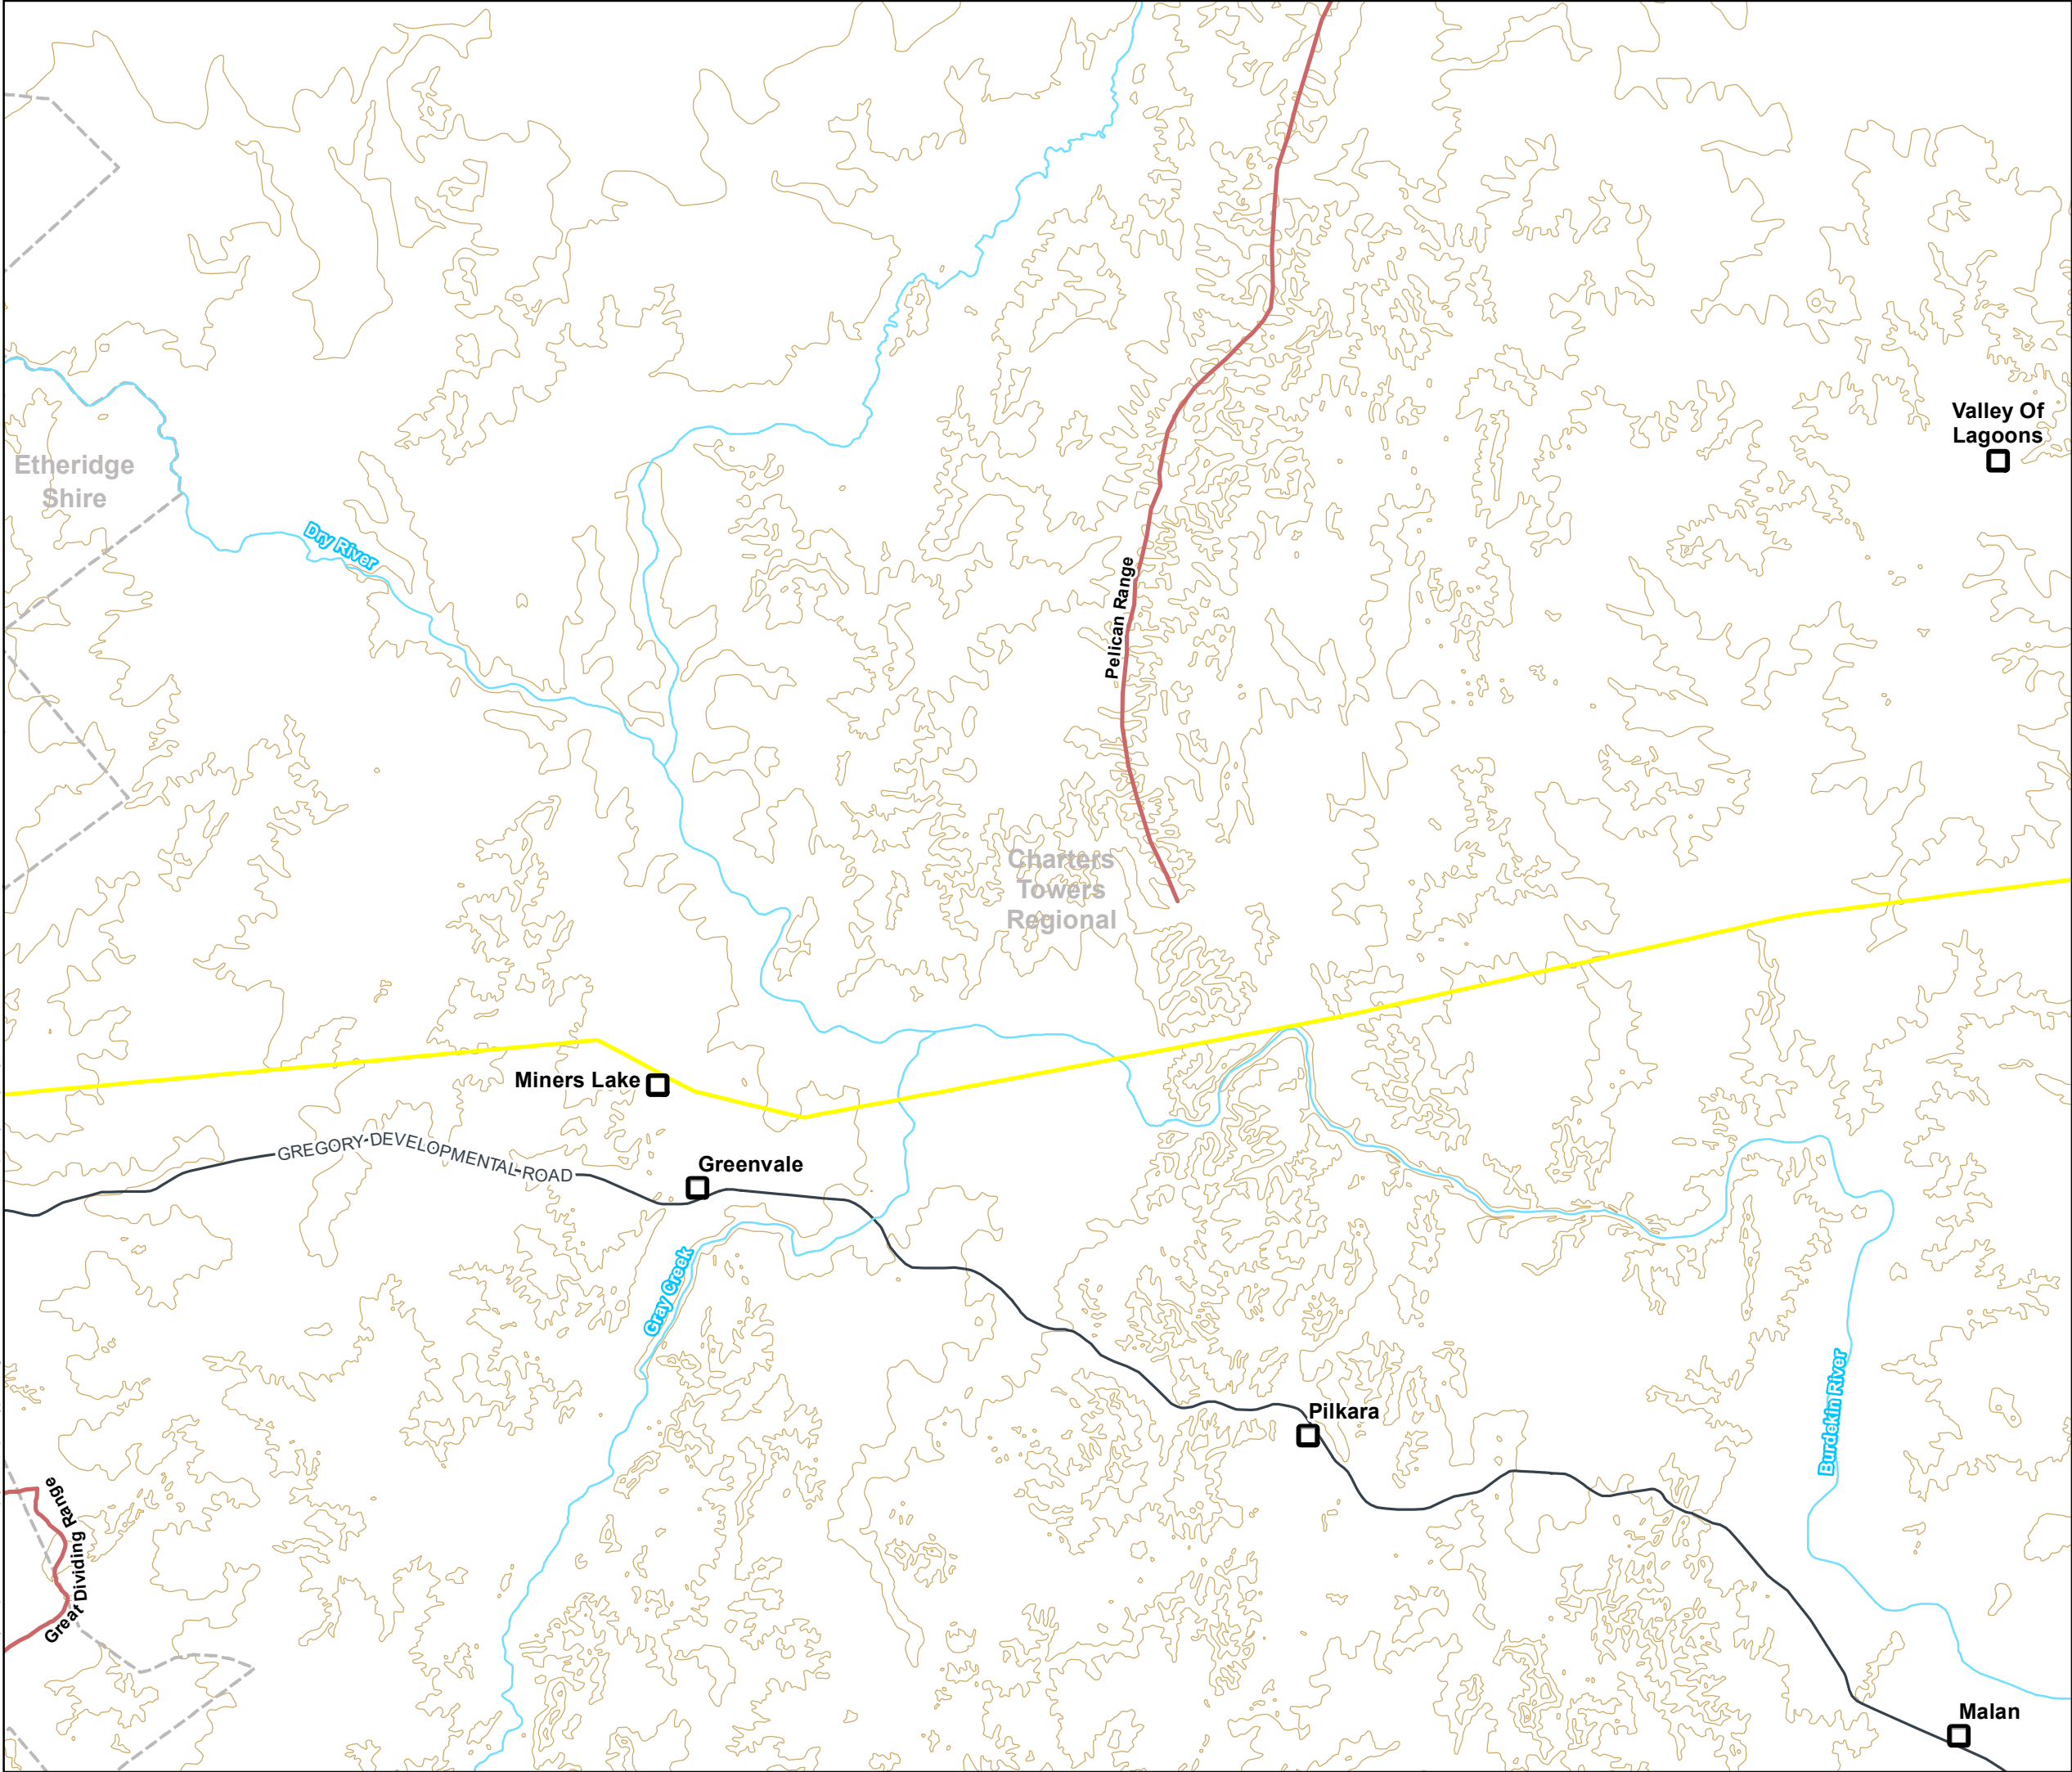 Valley Of
Lagoons
Etheridge
Shire
Dry River
Pelican Range
Charters
Towers
Regional
Miners Lake
GREGORY DEVELOPMENTAL ROAD
Greenvale
Gray Creek
Burdekin River
Pilkara
Great Dividing Range
Malan